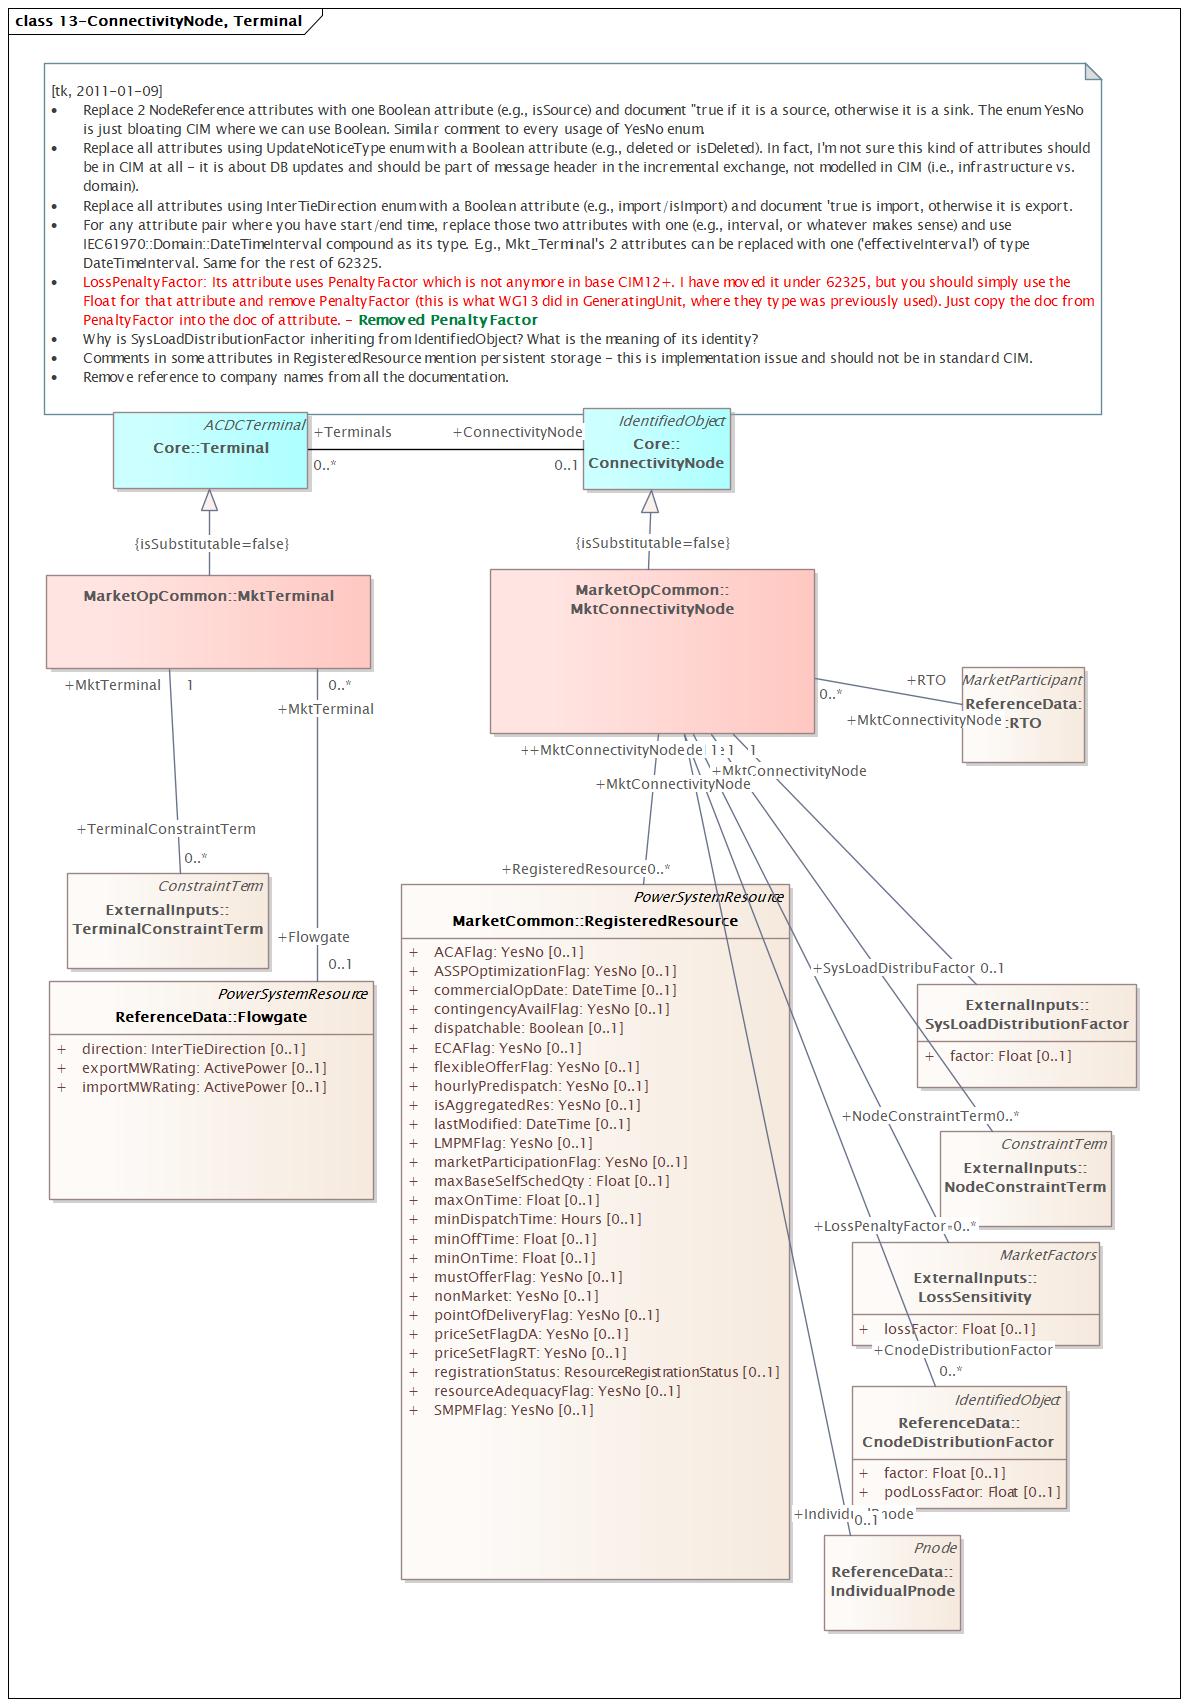 class 13-ConnectivityNode, Terminal
[tk, 2011-01-09]
• Replace 2 NodeReference attributes with one Boolean attribute (e.g., isSource) and document "true if it is a source, otherwise it is a sink. The enum YesNo
is just bloating CIM where we can use Boolean. Similar comment to every usage of YesNo enum.
• Replace all attributes using UpdateNoticeType enum with a Boolean attribute (e.g., deleted or isDeleted). In fact, I'm not sure this kind of attributes should
be in CIM at all - it is about DB updates and should be part of message header in the incremental exchange, not modelled in CIM (i.e., infrastructure vs.
domain).
• Replace all attributes using InterTieDirection enum with a Boolean attribute (e.g., import/isImport) and document 'true is import, otherwise it is export.
• For any attribute pair where you have start/end time, replace those two attributes with one (e.g., interval, or whatever makes sense) and use
IEC61970::Domain::DateTimeInterval compound as its type. E.g., Mkt_Terminal's 2 attributes can be replaced with one ('effectiveInterval') of type
DateTimeInterval. Same for the rest of 62325.
• LossPenaltyFactor: Its attribute uses PenaltyFactor which is not anymore in base CIM12+. I have moved it under 62325, but you should simply use the
Float for that attribute and remove PenaltyFactor (this is what WG13 did in GeneratingUnit, where they type was previously used). Just copy the doc from
PenaltyFactor into the doc of attribute. - Removed PenaltyFactor
• Why is SysLoadDistributionFactor inheriting from IdentifiedObject? What is the meaning of its identity?
• Comments in some attributes in RegisteredResource mention persistent storage - this is implementation issue and should not be in standard CIM.
• Remove reference to company names from all the documentation.
ACDCTerminal
Core::Terminal
+Terminals
0..*
+ConnectivityNode
0..1
IdentifiedObject
Core::
ConnectivityNode
{isSubstitutable=false}
{isSubstitutable=false}
MarketOpCommon::MktTerminal
MarketOpCommon::
MktConnectivityNode
+MktTerminal 1
0..*
+MktTerminal
0..*
+RTO
+MktConnectivityNode
MarketParticipant
ReferenceData:
:RTO
++MktConnectivityNode 1 1 1
+MktConnectivityNode
+MktConnectivityNode
+TerminalConstraintTerm
0..*
ConstraintTerm
ExternalInputs::
TerminalConstraintTerm
+Flowgate
0..1
PowerSystemResource
ReferenceData::Flowgate
+ direction: InterTieDirection [0..1]
+ exportMWRating: ActivePower [0..1]
+ importMWRating: ActivePower [0..1]
+RegisteredResource 0..*
PowerSystemResource
MarketCommon::RegisteredResource
+ ACAFlag: YesNo [0..1]
+ ASSPOptimizationFlag: YesNo [0..1]
+ commercialOpDate: DateTime [0..1]
+ contingencyAvailFlag: YesNo [0..1]
+ dispatchable: Boolean [0..1]
+ ECAFlag: YesNo [0..1]
+ flexibleOfferFlag: YesNo [0..1]
+ hourlyPredispatch: YesNo [0..1]
+ isAggregatedRes: YesNo [0..1]
+ lastModified: DateTime [0..1]
+ LMPMFlag: YesNo [0..1]
+ marketParticipationFlag: YesNo [0..1]
+ maxBaseSelfSchedQty : Float [0..1]
+ maxOnTime: Float [0..1]
+ minDispatchTime: Hours [0..1]
+ minOffTime: Float [0..1]
+ minOnTime: Float [0..1]
+ mustOfferFlag: YesNo [0..1]
+ nonMarket: YesNo [0..1]
+ pointOfDeliveryFlag: YesNo [0..1]
+ priceSetFlagDA: YesNo [0..1]
+ priceSetFlagRT: YesNo [0..1]
+ registrationStatus: ResourceRegistrationStatus [0..1]
+ resourceAdequacyFlag: YesNo [0..1]
+ SMPMFlag: YesNo [0..1]
+SysLoadDistribuFactor 0..1
ExternalInputs::
SysLoadDistributionFactor
+ factor: Float [0..1]
+NodeConstraintTerm 0..*
ConstraintTerm
ExternalInputs::
NodeConstraintTerm
+LossPenaltyFactor 0..*
MarketFactors
ExternalInputs::
LossSensitivity
+ lossFactor: Float [0..1]
+CnodeDistributionFactor
0..*
IdentifiedObject
ReferenceData::
CnodeDistributionFactor
+ factor: Float [0..1]
+ podLossFactor: Float [0..1]
+IndividualPnode
0..1
Pnode
ReferenceData::
IndividualPnode